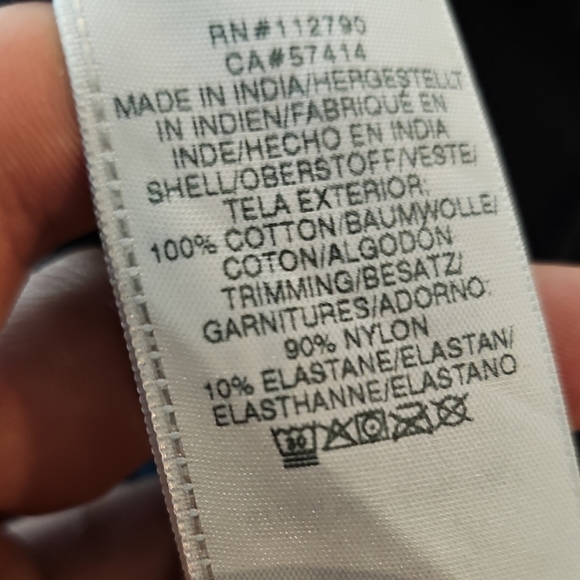 RN#112790
CA#57414
MADE IN INDIA/HERGESTELLT
IN INDIEN/FABRIQUÉ EN
INDE/HECHO EN INDIA
SHELL/OBERSTOFF/VESTE/
TELA EXTERIOR:
100% COTTON/BAUMWOLLE/
COTON/ALGODÓN
TRIMMING/BESATZ/
GARNITURES/ADORNO:
90% NYLON
10% ELASTANE/ELASTAN/
ELASTHANNE/ELASTANO
30